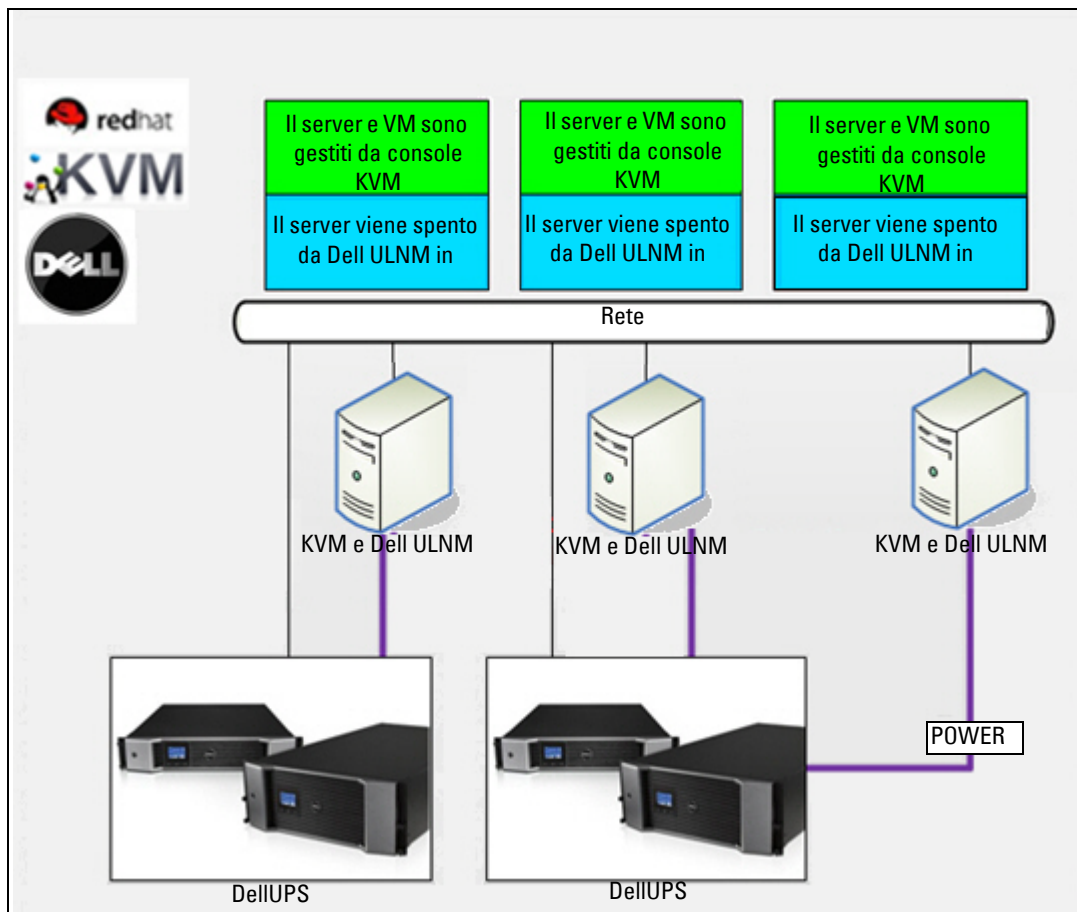 redhat
KVM
DELL
Il server e VM sono
gestiti da console
KVM
Il server viene spento
da Dell ULNM in
Il server e VM sono
gestiti da console
KVM
Il server viene spento
da Dell ULNM in
Il server e VM sono
gestiti da console
KVM
Il server viene spento
da Dell ULNM in
Rete
KVM e Dell ULNM
KVM e Dell ULNM
KVM e Dell ULNM
POWER
DellUPS
DellUPS